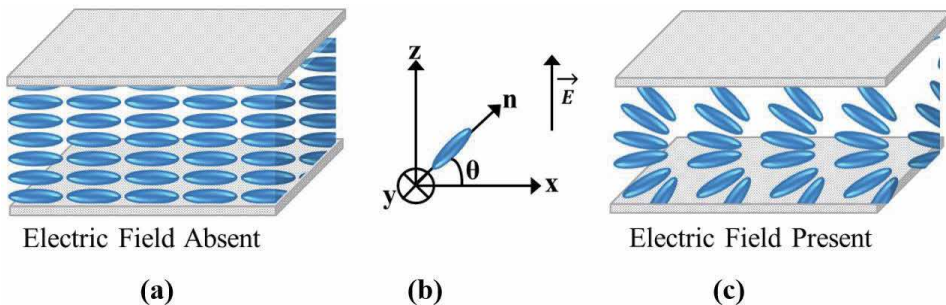 z
E
n
θ
y
x
Electric Field Absent
Electric Field Present
(a)
(b)
(c)